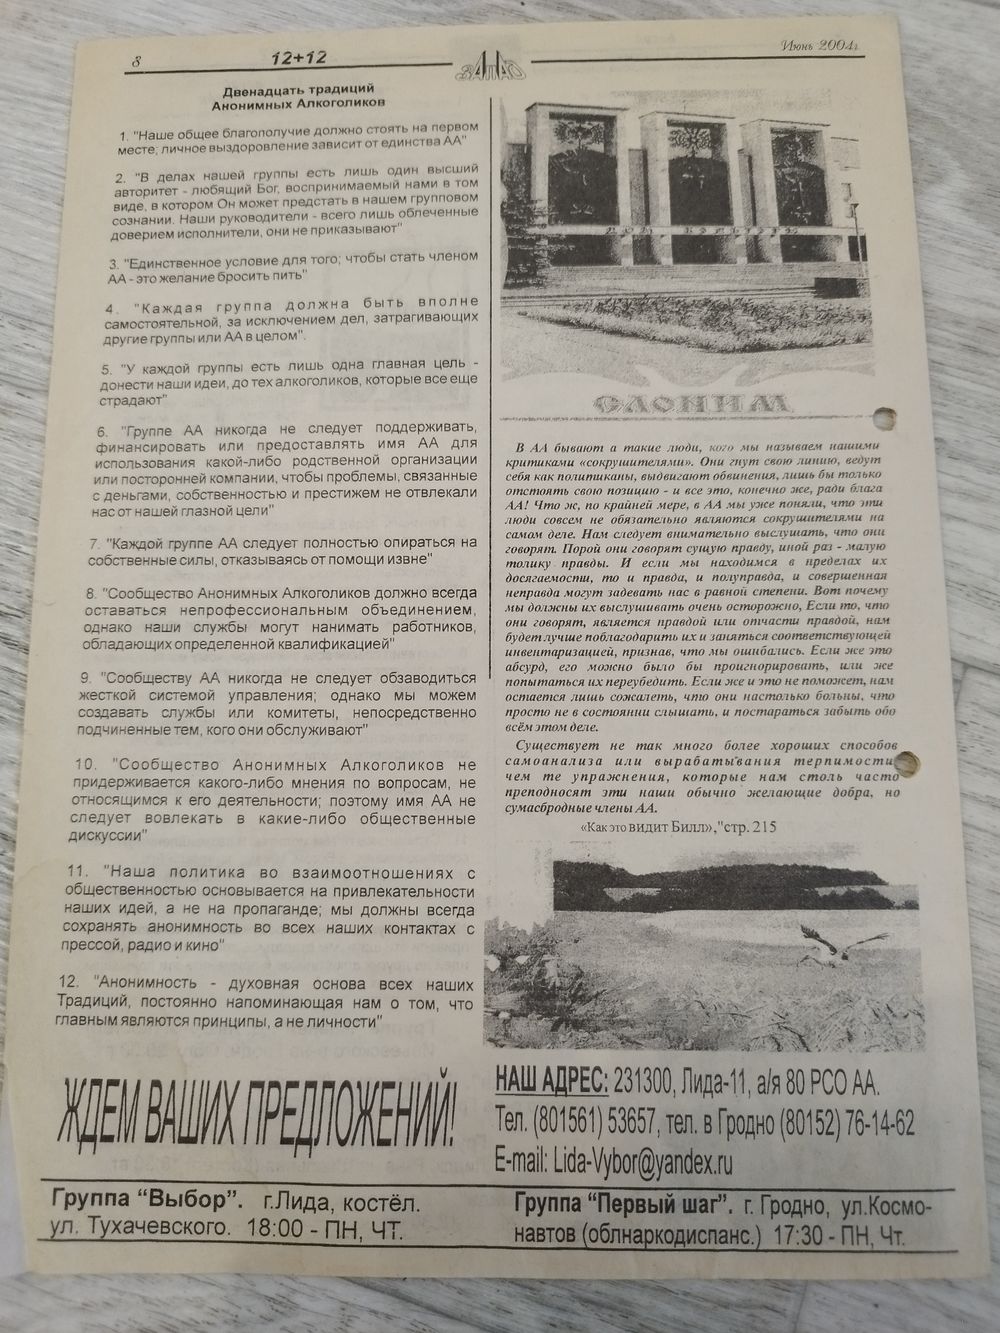 8
12+12
ЗАПАД
Июнь 2004г.
Двенадцать традиций
Анонимных Алкоголиков
1. "Наше общее благополучие должно стоять на первом
месте; личное выздоровление зависит от единства АА"
2. "В делах нашей группы есть лишь один высший
авторитет - любящий Бог, воспринимаемый нами в том
виде, в котором Он может предстать в нашем групповом
сознании. Наши руководители - всего лишь облеченные
доверием исполнители, они не приказывают"
3. "Единственное условие для того; чтобы стать членом
АА - это желание бросить пить"
4. "Каждая группа должна быть вполне
самостоятельной, за исключением дел, затрагивающих
другие группы или АА в целом".
5. "У каждой группы есть лишь одна главная цель -
донести наши идеи, до тех алкоголиков, которые все еще
страдают"
6. "Группе АА никогда не следует поддерживать,
финансировать или предоставлять имя АА для
использования какой-либо родственной организации
или посторонней компании, чтобы проблемы, связанные
с деньгами, собственностью и престижем не отвлекали
нас от нашей глазной цели"
7. "Каждой группе АА следует полностью опираться на
собственные силы, отказываясь от помощи извне"
8. "Сообщество Анонимных Алкоголиков должно всегда
оставаться непрофессиональным объединением,
однако наши службы могут нанимать работников,
обладающих определенной квалификацией"
9. "Сообществу АА никогда не следует обзаводиться
жесткой системой управления; однако мы можем
создавать службы или комитеты, непосредственно
подчиненные тем, кого они обслуживают"
10. "Сообщество Анонимных Алкоголиков не
придерживается какого-либо мнения по вопросам, не
относящимся к его деятельности; поэтому имя АА не
следует вовлекать в какие-либо общественные
дискуссии"
11. "Наша политика во взаимоотношениях с
общественностью основывается на привлекательности
наших идей, а не на пропаганде; мы должны всегда
сохранять анонимность во всех наших контактах с
прессой, радио и кино"
12. "Анонимность - духовная основа всех наших
Традиций, постоянно напоминающая нам о том, что
главным являются принципы, а не личности"
ДОМ КУЛЬТУРЫ
СЛОНИМ
В АА бывают а такие люди, кого мы называем нашими
критиками «сокрушителями». Они гнут свою линию, ведут
себя как политиканы, выдвигают обвинения, лишь бы только
отстоять свою позицию - и все это, конечно же, ради блага
АА! Что ж, по крайней мере, в АА мы уже поняли, что эти
люди совсем не обязательно являются сокрушителями на
самом деле. Нам следует внимательно выслушать, что они
говорят. Порой они говорят сущую правду, иной раз - малую
толику правды. И если мы находимся в пределах их
досягаемости, то и правда, и полуправда, и совершенная
неправда могут задевать нас в равной степени. Вот почему
мы должны их выслушивать очень осторожно, Если то, что
они говорят, является правдой или отчасти правдой, нам
будет лучше поблагодарить их и заняться соответствующей
инвентаризацией, признав, что мы ошибались. Если же это
абсурд, его можно было бы проигнорировать, или же
попытаться их переубедить. Если же и это не поможет, нам
остается лишь сожалеть, что они настолько больны, что
просто не в состоянии слышать, и постараться забыть обо
всём этом деле.
Существует не так много более хороших способов
самоанализа или вырабатывания терпимости,
чем те упражнения, которые нам столь часто
преподносят эти наши обычно желающие добра, но
сумасбродные члены АА.
«Как это видит Билл»,"стр. 215
ЖДЕМ ВАШИХ ПРЕДЛОЖЕНИЙ!
НАШ АДРЕС: 231300, Лида-11, а/я 80 РСО АА.
Тел. (801561) 53657, тел. в Гродно (80152) 76-14-62
E-mail: Lida-Vybor@yandex.ru
Группа “Выбор”. г.Лида, костёл.
ул. Тухачевского. 18:00 - ПН, ЧТ.
Группа “Первый шаг”. г. Гродно, ул.Космо-
навтов (облнаркодиспанс.) 17:30 - ПН, Чт.